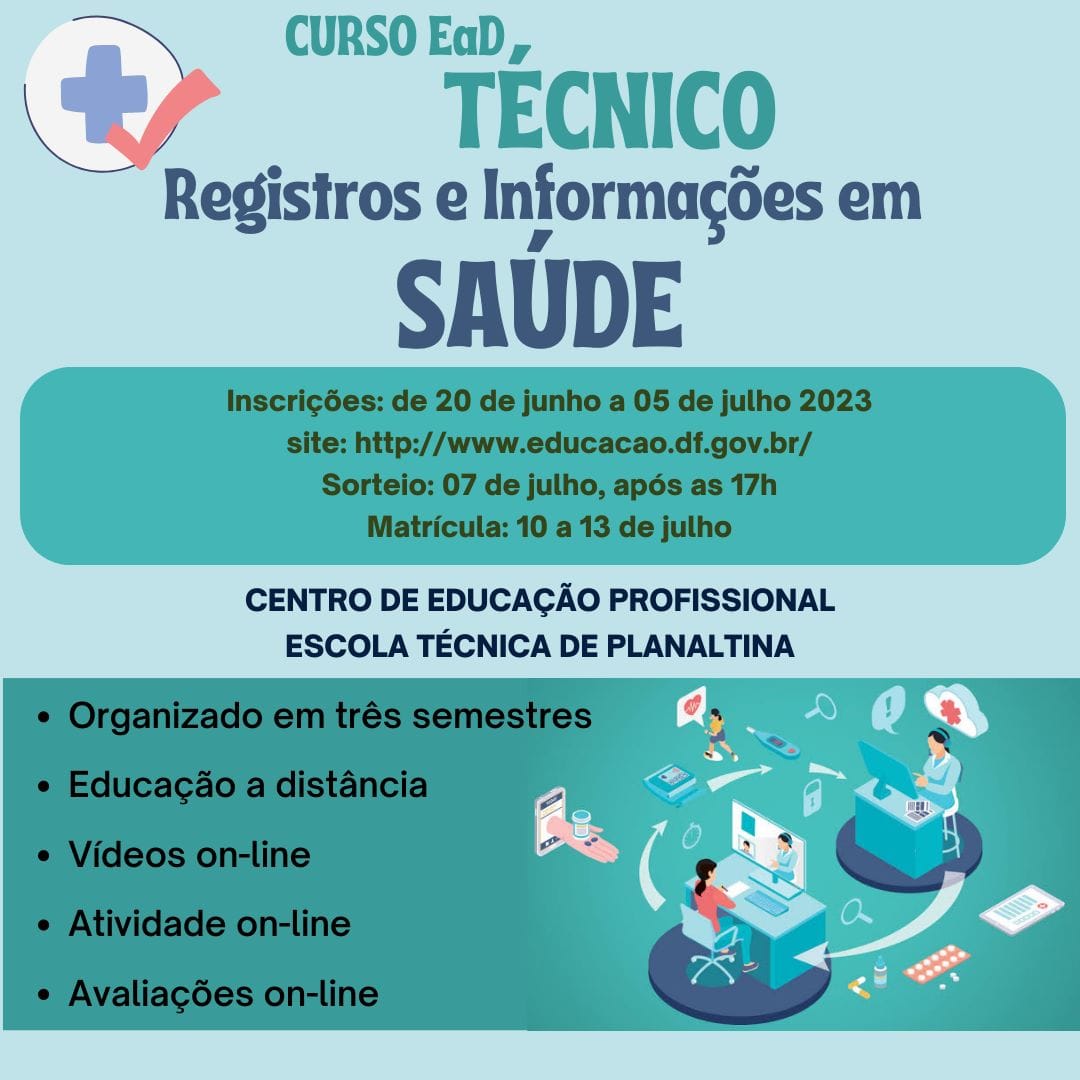 CURSO EaD
TÉCNICO
Registros e Informações em
SAÚDE
Inscrições: de 20 de junho a 05 de julho 2023
site: http://www.educacao.df.gov.br/
Sorteio: 07 de julho, após as 17h
Matrícula: 10 a 13 de julho
CENTRO DE EDUCAÇÃO PROFISSIONAL
ESCOLA TÉCNICA DE PLANALTINA
• Organizado em três semestres
• Educação a distância
• Vídeos on-line
• Atividade on-line
• Avaliações on-line